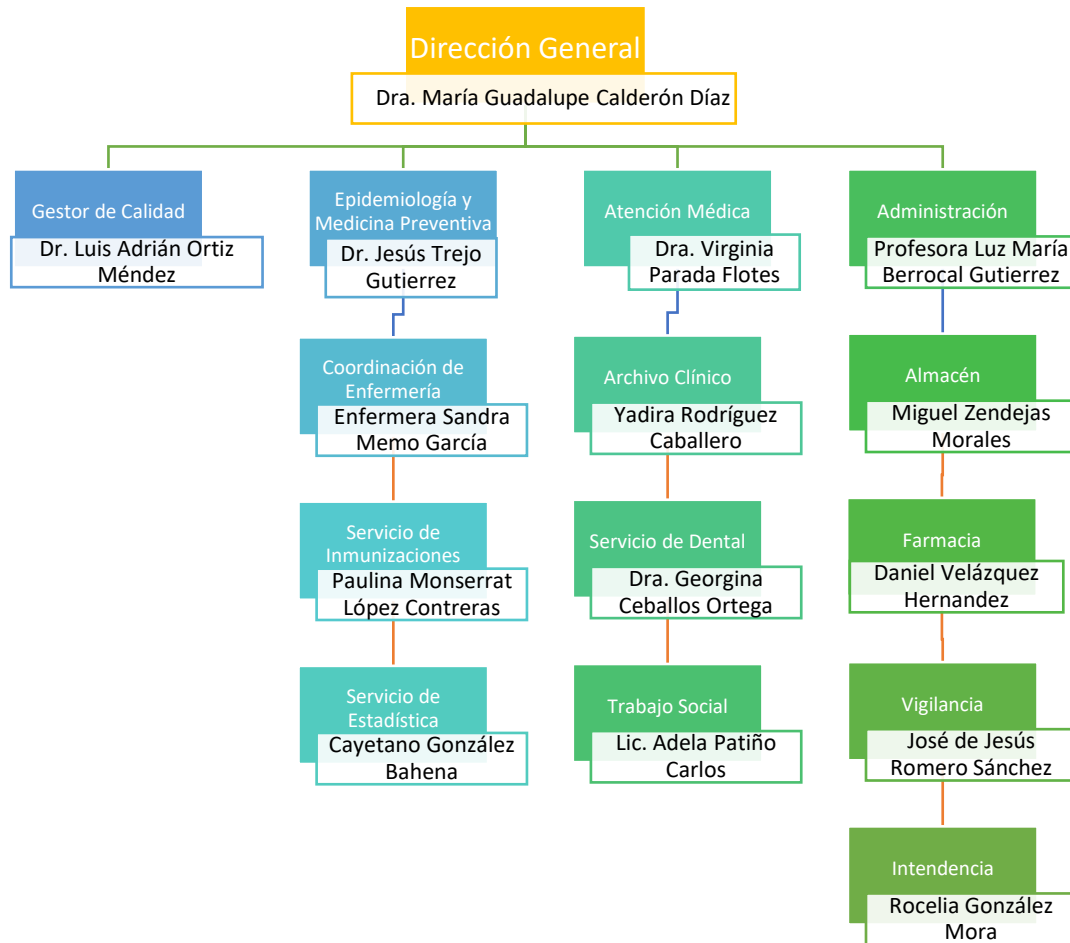 Dirección General
Dra. María Guadalupe Calderón Díaz
Gestor de Calidad
Dr. Luis Adrián Ortiz
Méndez
Epidemiología y
Medicina Preventiva
Dr. Jesús Trejo
Gutierrez
Atención Médica
Dra. Virginia
Parada Flotes
Administración
Profesora Luz María
Berrocal Gutierrez
Coordinación de
Enfermería
Enfermera Sandra
Memo García
Archivo Clínico
Yadira Rodríguez
Caballero
Almacén
Miguel Zendejas
Morales
Servicio de
Inmunizaciones
Paulina Monserrat
López Contreras
Servicio de Dental
Dra. Georgina
Ceballos Ortega
Farmacia
Daniel Velázquez
Hernandez
Servicio de
Estadística
Cayetano González
Bahena
Trabajo Social
Lic. Adela Patiño
Carlos
Vigilancia
José de Jesús
Romero Sánchez
Intendencia
Rocelia González
Mora